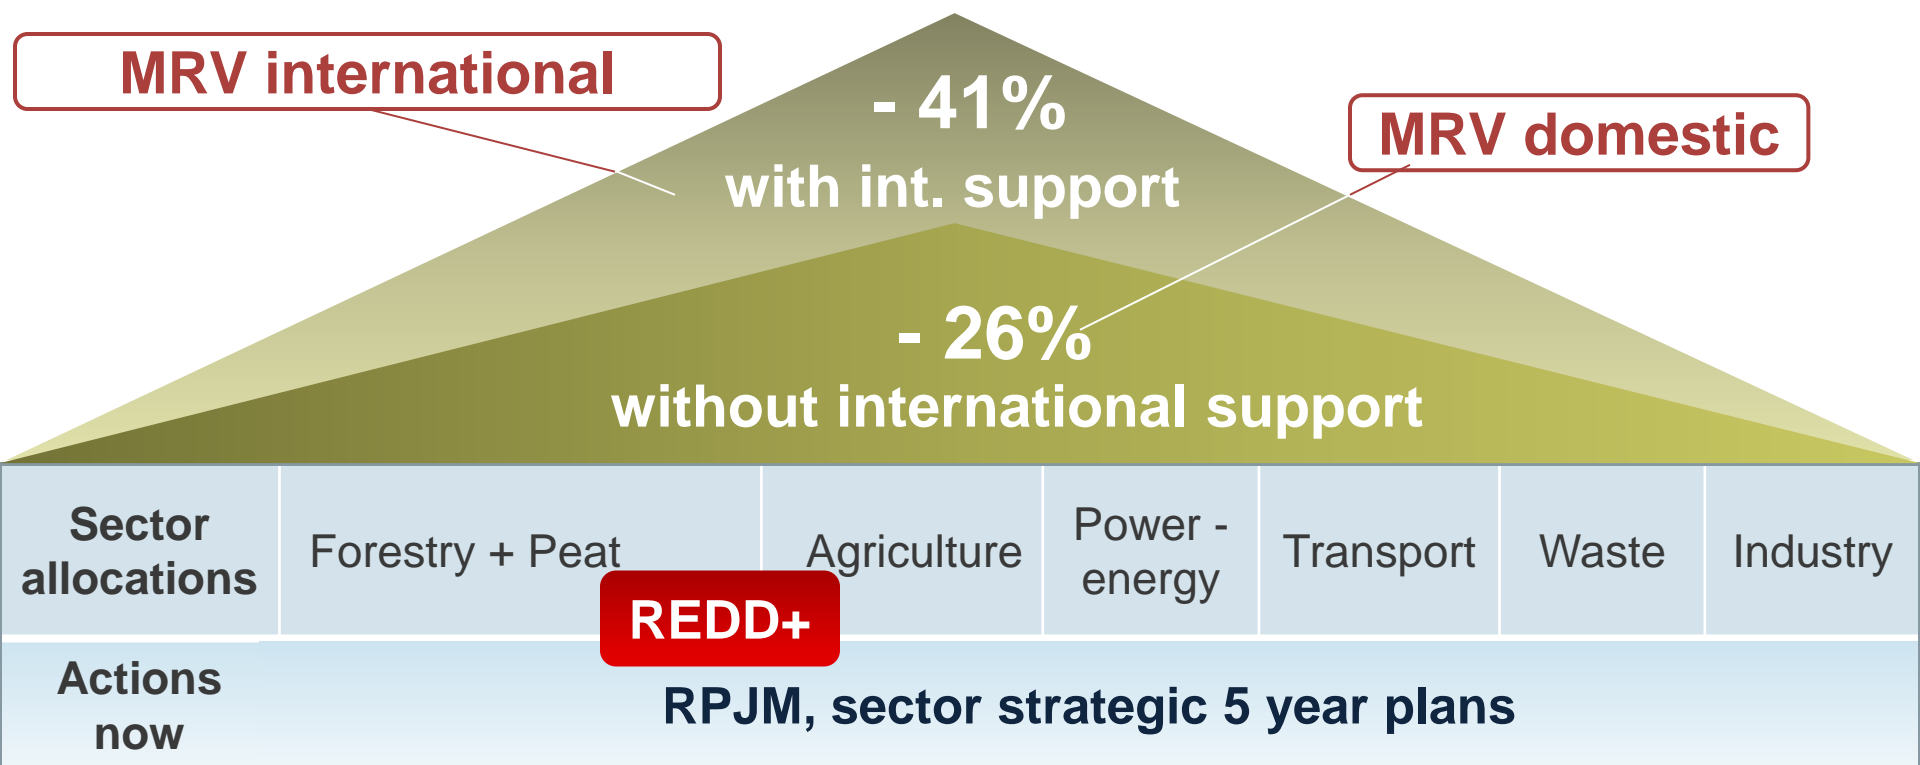 MRV international
- 41%
with int. support
MRV domestic
- 26%
without international support
Sector
allocations
Forestry + Peat
Agriculture
Power -
energy
Transport
Waste
Industry
REDD+
Actions
now
RPJM, sector strategic 5 year plans